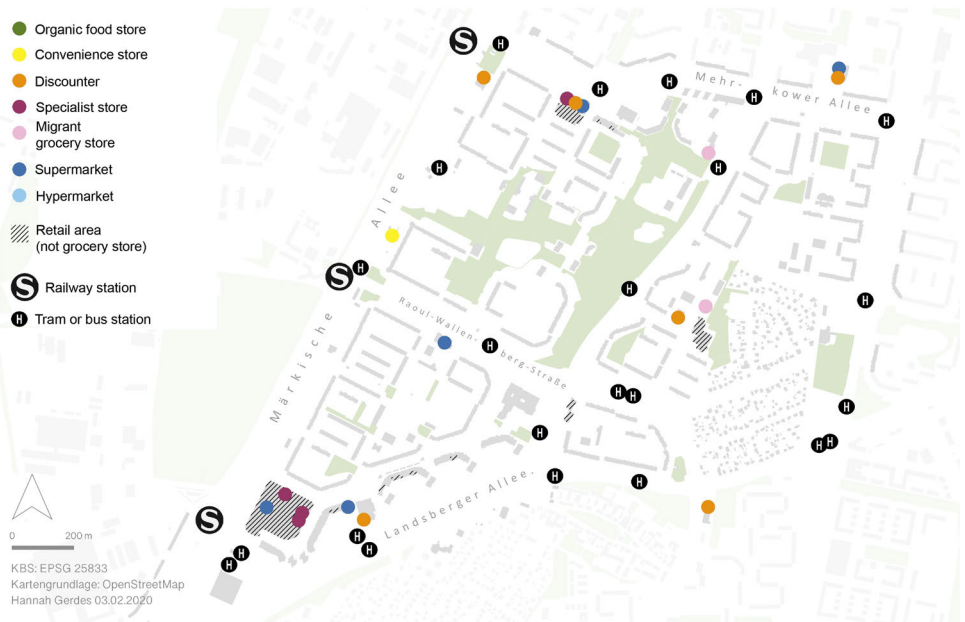 Organic food store
Convenience store
Discounter
Specialist store
Migrant
grocery store
Supermarket
Hypermarket
Retail area
(not grocery store)
S Railway station
H Tram or bus station
S
H
H
H
H
Mehr- kower Allee
H
H
H
H
Allee
S
H
H
H
Raoul-Wallen- berg-Straße
H
Märkische
H
H
H
H
H
H
H
H
Landsberger Allee.
S
H
H
H
H
0 200 m
KBS: EPSG 25833
Kartengrundlage: OpenStreetMap
Hannah Gerdes 03.02.2020